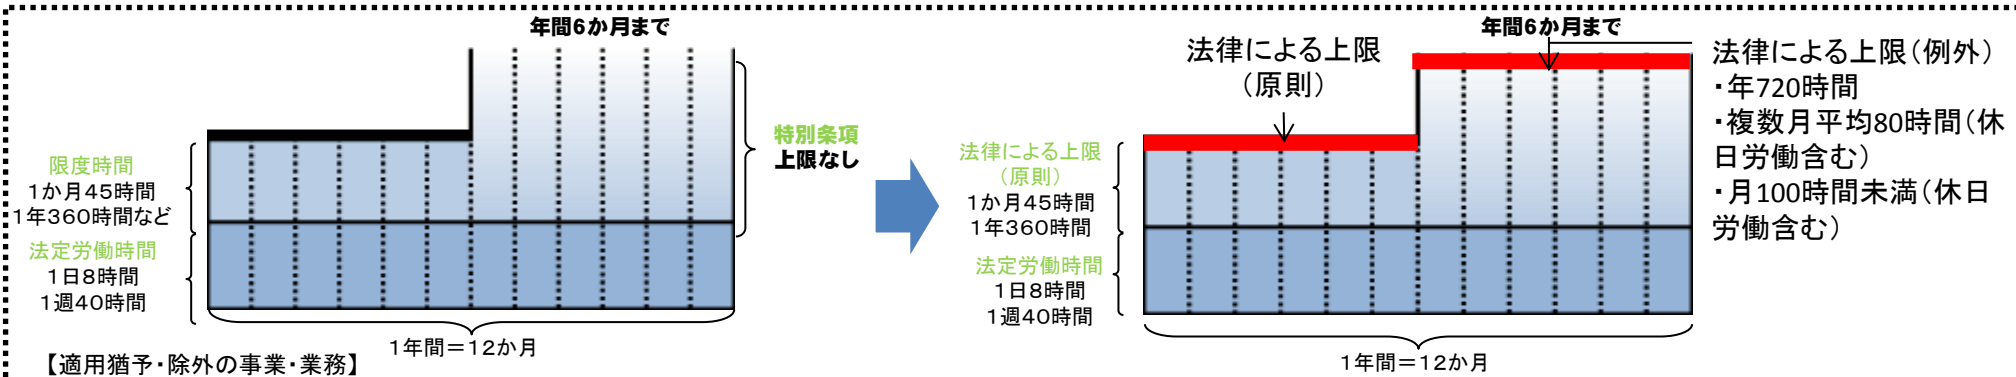 年間6か月まで
限度時間
1か月45時間
1年360時間など
法定労働時間
1日8時間
1週40時間
特別条項
上限なし
1年間=12か月
【適用猶予・除外の事業・業務】
年間6か月まで
法律による上限
(原則)
法律による上限
(原則)
1か月45時間
1年360時間
法定労働時間
1日8時間
1週40時間
1年間=12か月
法律による上限(例外)
・年720時間
・複数月平均80時間(休
日労働含む)
・月100時間未満(休日
労働含む)